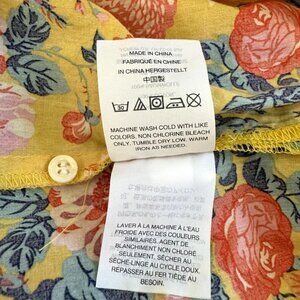 MADE IN CHINA
FABRIQUÉ EN CHINE
IN CHINA HERGESTELLT
中国製
30
MACHINE WASH COLD WITH LIKE
COLORS. NON CHLORINE BLEACH
ONLY. TUMBLE DRY LOW. WARM
IRON AS NEEDED.
LAVER À LA MACHINE À L'EAU
FROIDE AVEC DES COULEURS
SIMILAIRES. AGENT DE
BLANCHIMENT NON CHLORE
SEULEMENT. SÉCHER AU
SÈCHE-LINGE AU CYCLE DOUX.
REPASSER AU FER TIÈDE AU
BESOIN.